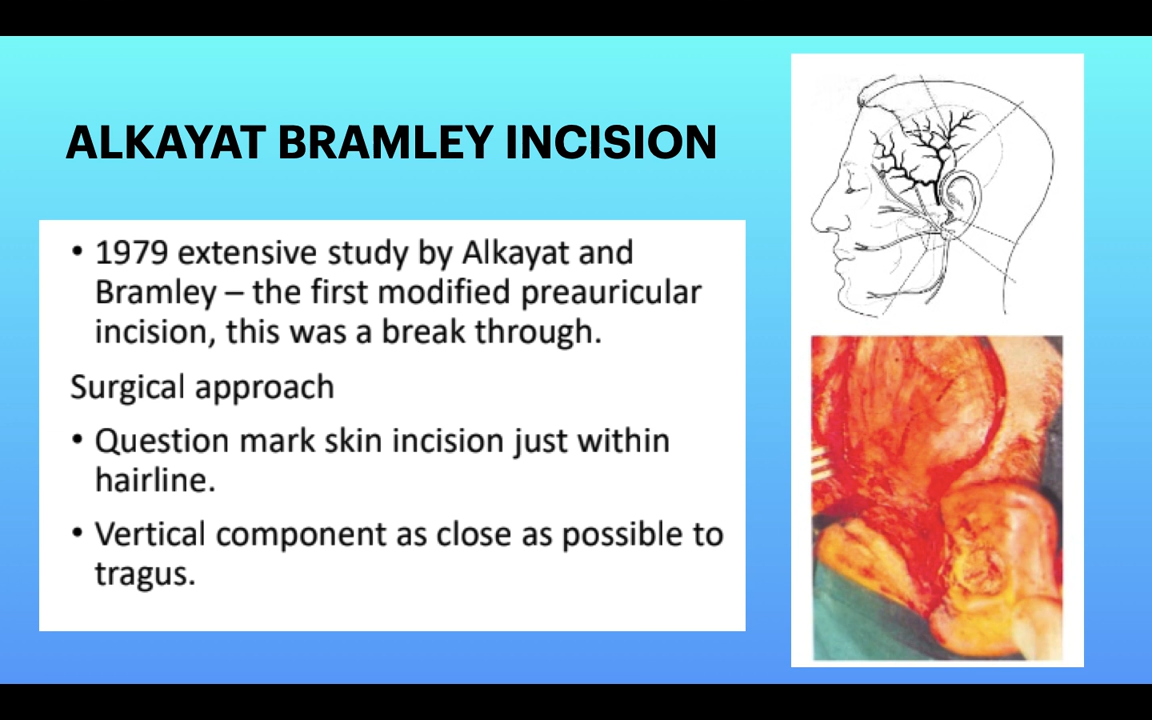 ALKAYAT BRAMLEY INCISION
• 1979 extensive study by Alkayat and
Bramley – the first modified preauricular
incision, this was a break through.
Surgical approach
• Question mark skin incision just within
hairline.
• Vertical component as close as possible to
tragus.